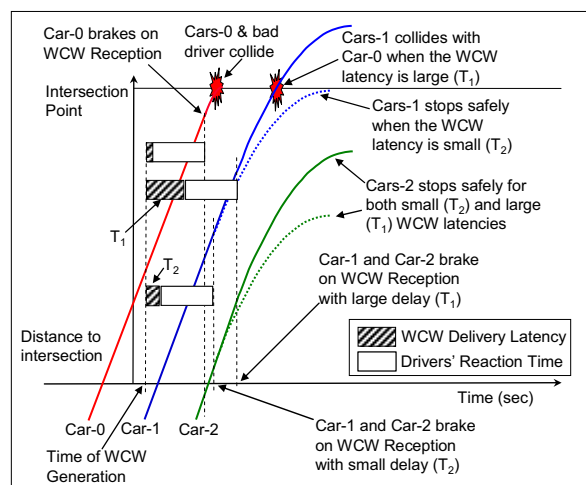 Car-0 brakes on
WCW Reception
Cars-0 & bad
driver collide
Cars-1 collides with
Car-0 when the WCW
latency is large (T1)
Intersection
Point
Cars-1 stops safely
when the WCW
latency is small (T2)
Cars-2 stops safely for
both small (T2) and large
(T1) WCW latencies
T1
T2
Car-1 and Car-2 brake
on WCW Reception
with large delay (T1)
Distance to
intersection
WCW Delivery Latency
Drivers' Reaction Time
Time (sec)
Car-0
Car-1
Car-2
Time of WCW
Generation
Car-1 and Car-2 brake
on WCW Reception
with small delay (T2)